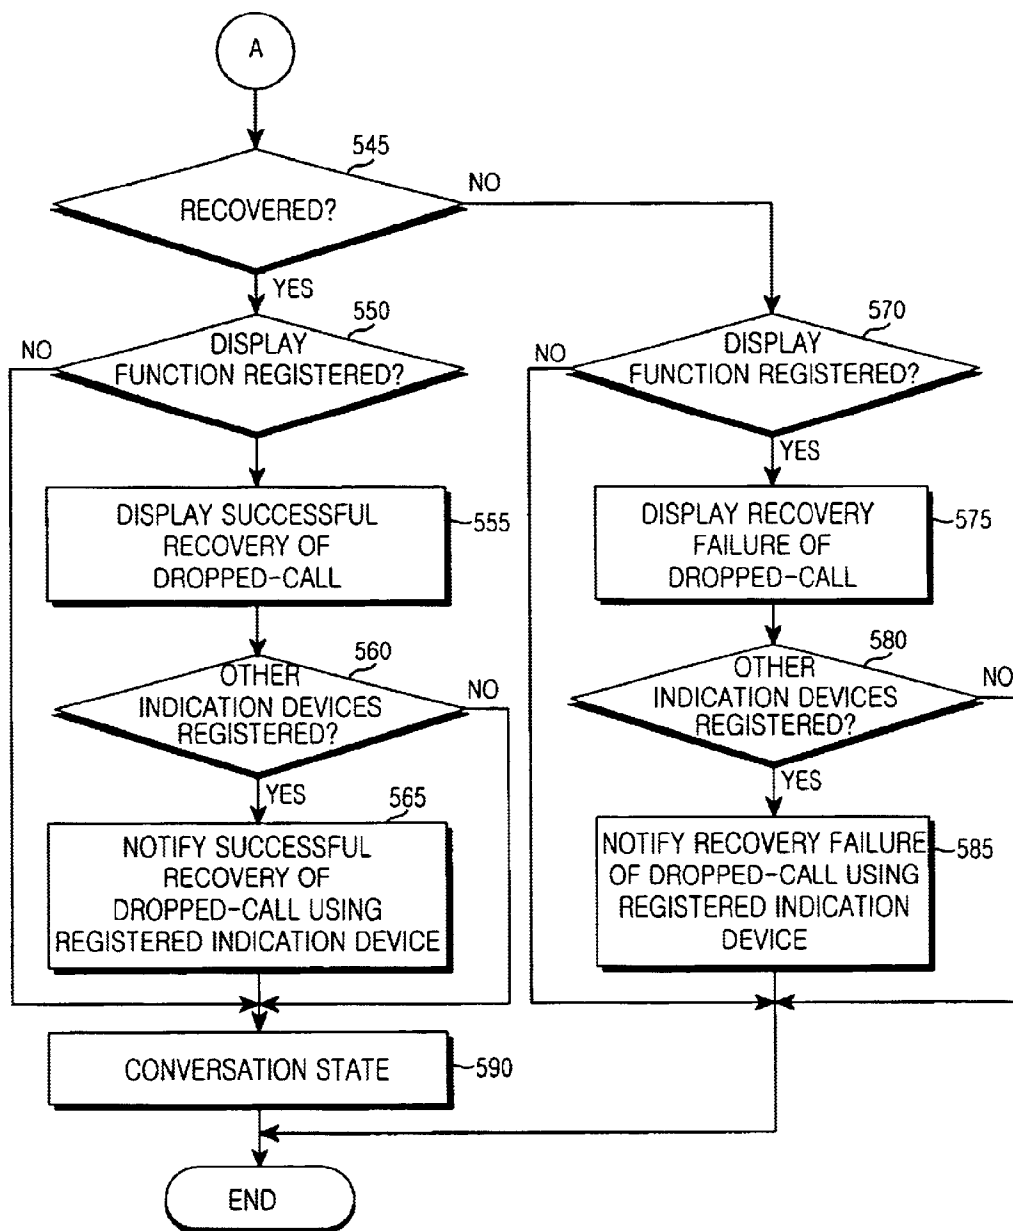 A
545
RECOVERED?
NO
YES
550
DISPLAY
FUNCTION REGISTERED?
NO
DISPLAY SUCCESSFUL
RECOVERY OF
DROPPED-CALL
555
560
OTHER
INDICATION DEVICES
REGISTERED?
NO
YES
565
NOTIFY SUCCESSFUL
RECOVERY OF
DROPPED-CALL USING
REGISTERED INDICATION DEVICE
570
DISPLAY
FUNCTION REGISTERED?
NO
YES
DISPLAY RECOVERY
FAILURE OF
DROPPED-CALL
575
580
OTHER
INDICATION DEVICES
REGISTERED?
NO
YES
NOTIFY RECOVERY FAILURE
OF DROPPED-CALL USING
REGISTERED INDICATION
DEVICE
585
CONVERSATION STATE
590
END